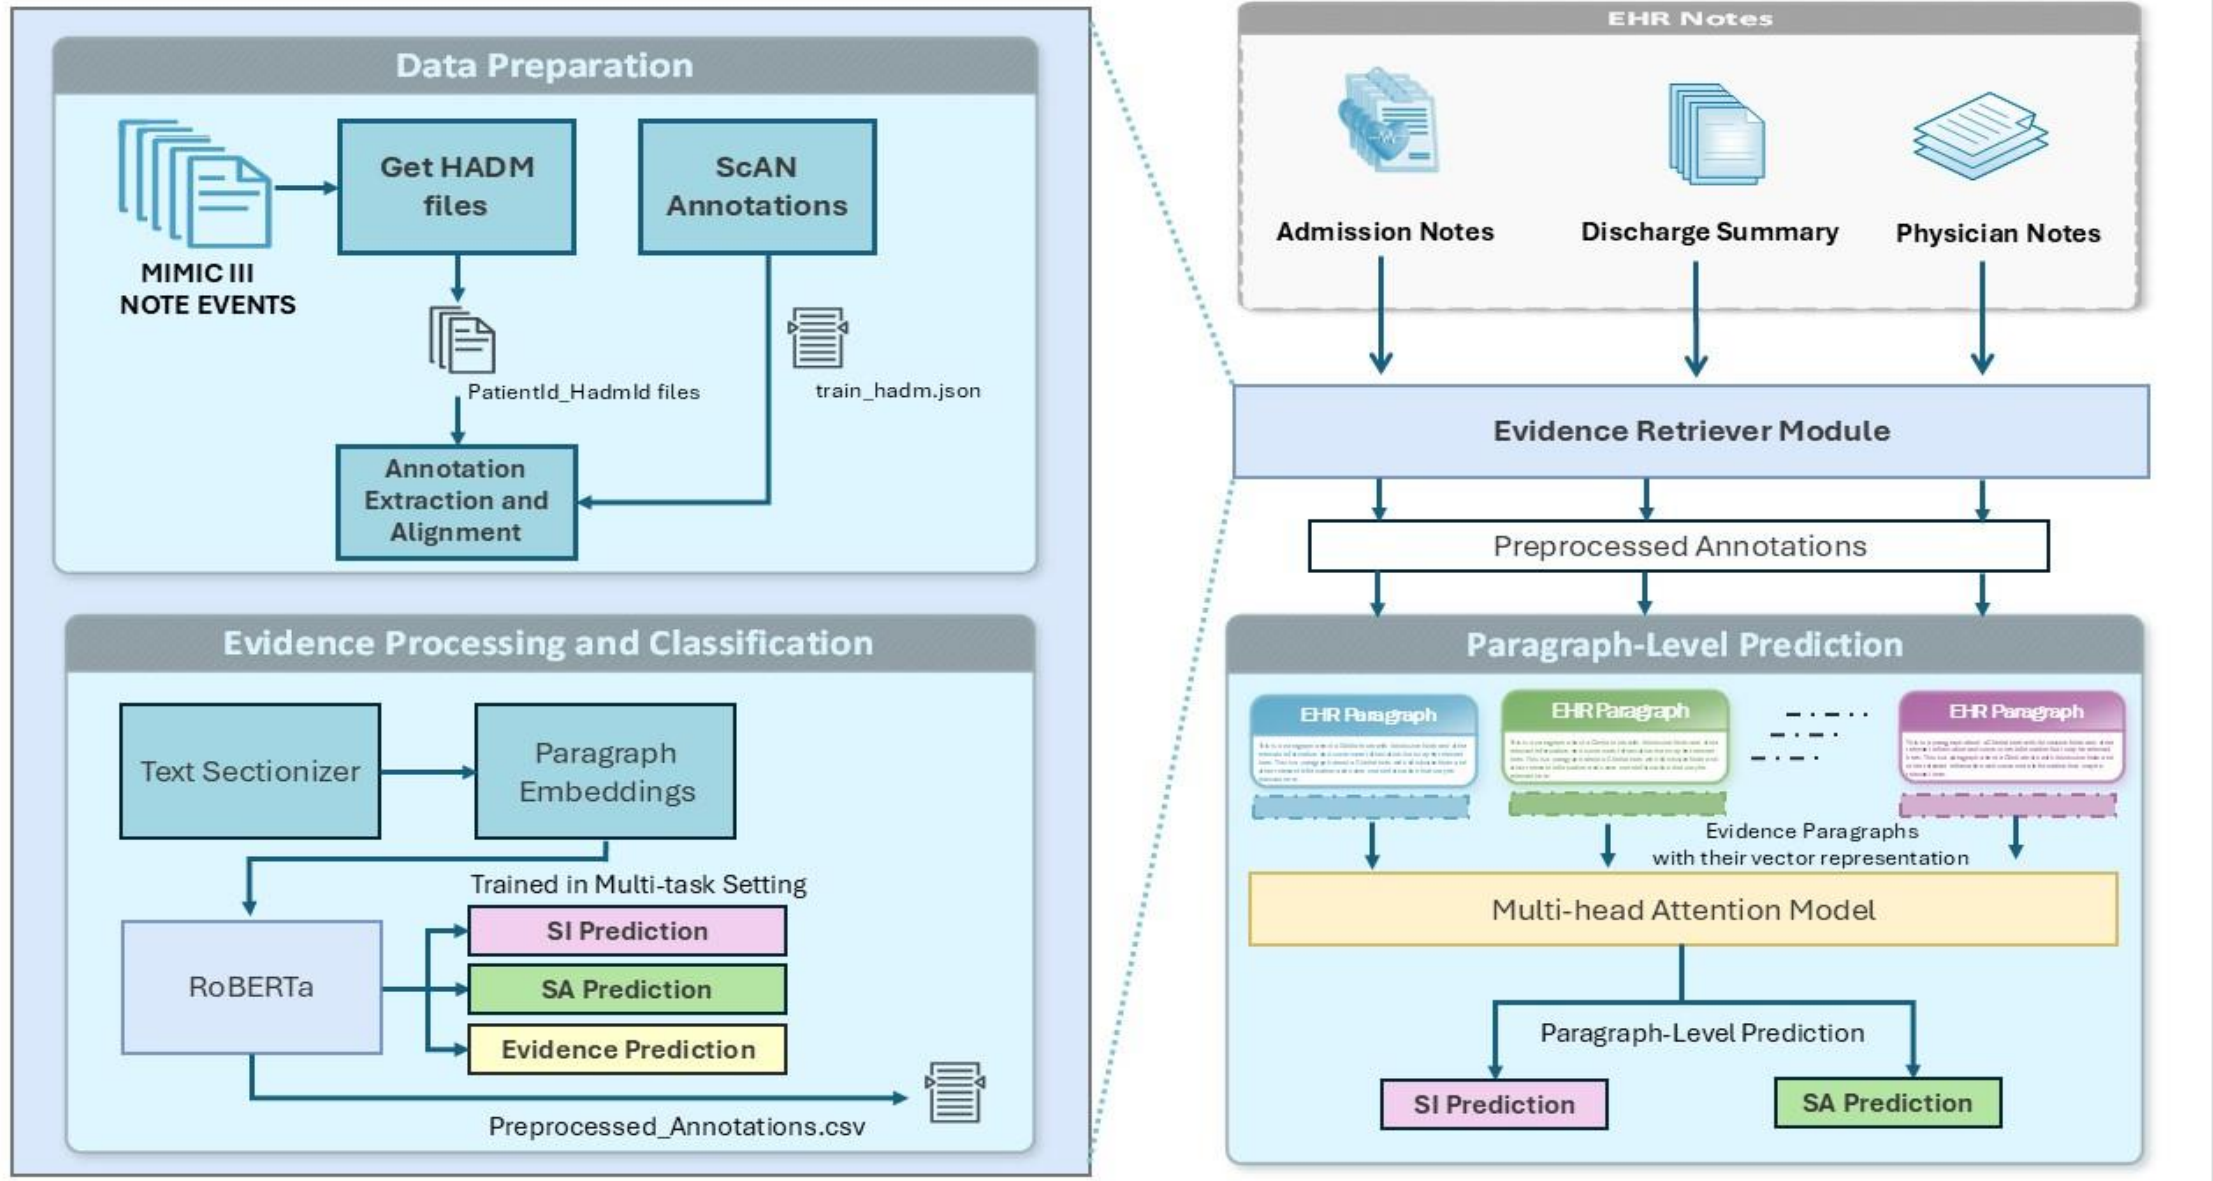 Data Preparation
MIMIC III
NOTE EVENTS
Get HADM
files
ScAN
Annotations
PatientId_HadmId files
train_hadm.json
Annotation
Extraction and
Alignment
Evidence Processing and Classification
Text Sectionizer
Paragraph
Embeddings
Trained in Multi-task Setting
RoBERTa
SI Prediction
SA Prediction
Evidence Prediction
Preprocessed_Annotations.csv
EHR Notes
Admission Notes
Discharge Summary
Physician Notes
Evidence Retriever Module
Preprocessed Annotations
Paragraph-Level Prediction
EHR Paragraph
EHR Paragraph
EHR Paragraph
Evidence Paragraphs
with their vector representation
Multi-head Attention Model
Paragraph-Level Prediction
SI Prediction
SA Prediction